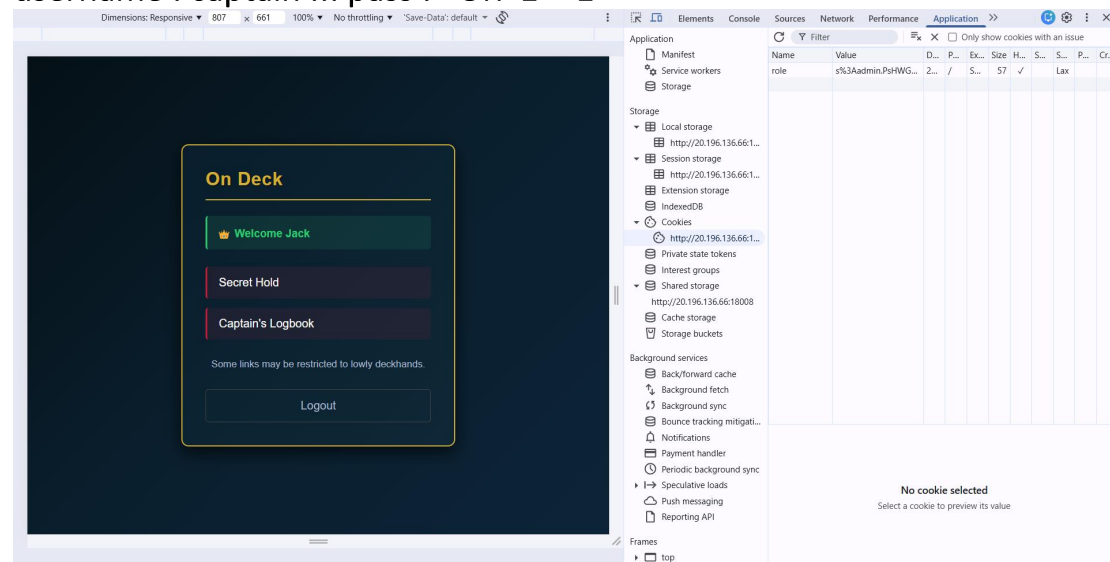 Dimensions: Responsive ▼ 807 × 661 100% ▼ No throttling ▼ 'Save-Data': default ▼
Elements Console Sources Network Performance Application
On Deck
👑 Welcome Jack
Secret Hold
Captain's Logbook
Some links may be restricted to lowly deckhands.
Logout
Application
Manifest
Service workers
Storage
Storage
Local storage
http://20.196.136.66:1...
Session storage
http://20.196.136.66:1...
Extension storage
IndexedDB
Cookies
http://20.196.136.66:1...
Private state tokens
Interest groups
Shared storage
http://20.196.136.66:18008
Cache storage
Storage buckets
Background services
Back/forward cache
Background fetch
Background sync
Bounce tracking mitigati...
Notifications
Payment handler
Periodic background sync
Speculative loads
Push messaging
Reporting API
Frames
top
Filter Only show cookies with an issue
Name Value D... P... Ex... Size H... S... S... P... Cr.
role s%3Aadmin.PsHWG... 2... / S... 57 ✓ Lax
No cookie selected
Select a cookie to preview its value